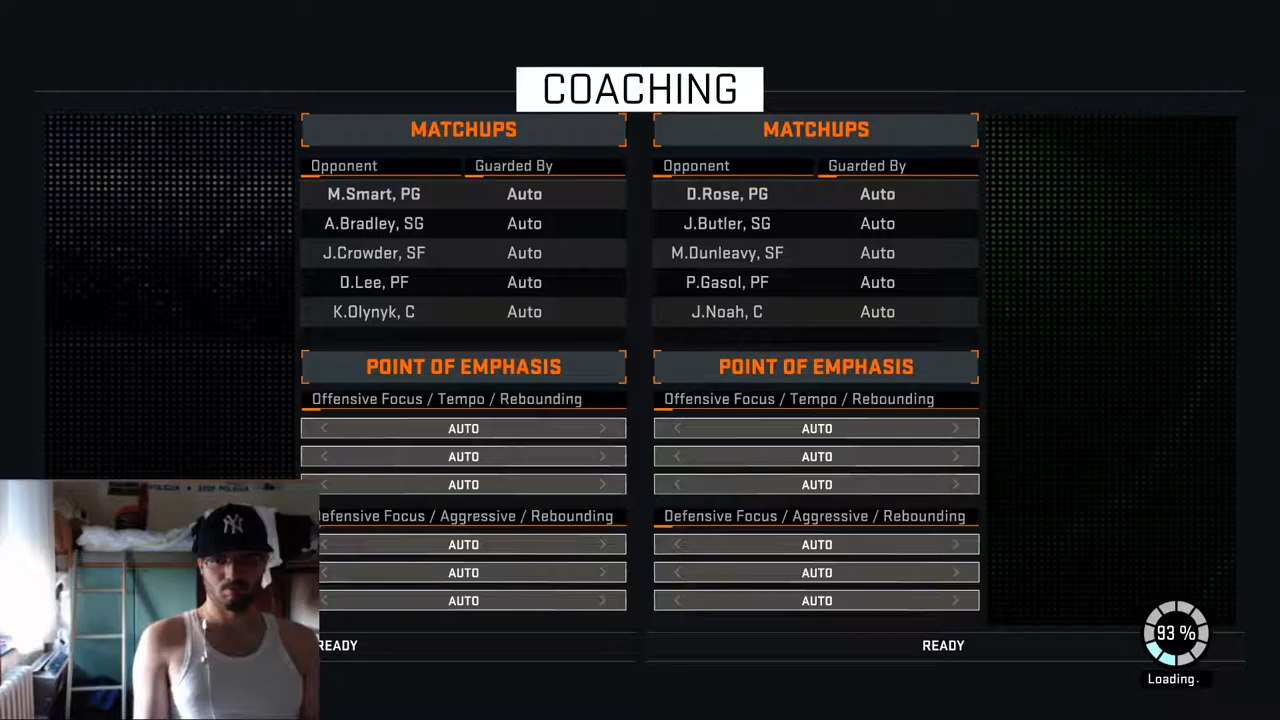 COACHING
MATCHUPS
Opponent Guarded By
M.Smart, PG Auto
A.Bradley, SG Auto
J.Crowder, SF Auto
D.Lee, PF Auto
K.Olynyk, C Auto
POINT OF EMPHASIS
Offensive Focus / Tempo / Rebounding
AUTO
AUTO
AUTO
Defensive Focus / Aggressive / Rebounding
AUTO
AUTO
AUTO
READY
MATCHUPS
Opponent Guarded By
D.Rose, PG Auto
J.Butler, SG Auto
M.Dunleavy, SF Auto
P.Gasol, PF Auto
J.Noah, C Auto
POINT OF EMPHASIS
Offensive Focus / Tempo / Rebounding
AUTO
AUTO
AUTO
Defensive Focus / Aggressive / Rebounding
AUTO
AUTO
AUTO
READY
93 %
Loading.
NY